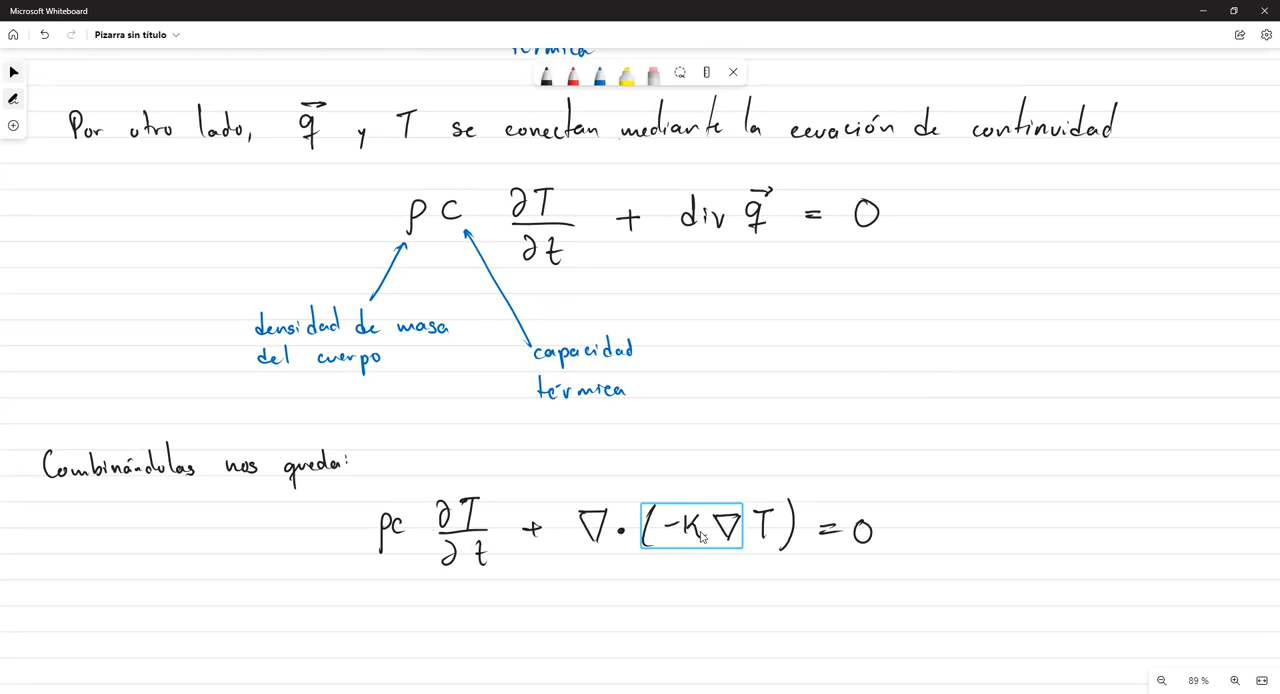 Microsoft Whiteboard
Pizarra sin título
térmica
Por otro lado, q⃗ y T se conectan mediante la ecuación de continuidad
ρ c ∂T/∂t + div q⃗ = 0
densidad de masa
del cuerpo
capacidad
térmica
Combinándolas nos queda:
ρc ∂T/∂t + ∇ · (-K ∇ T) = 0
89 %